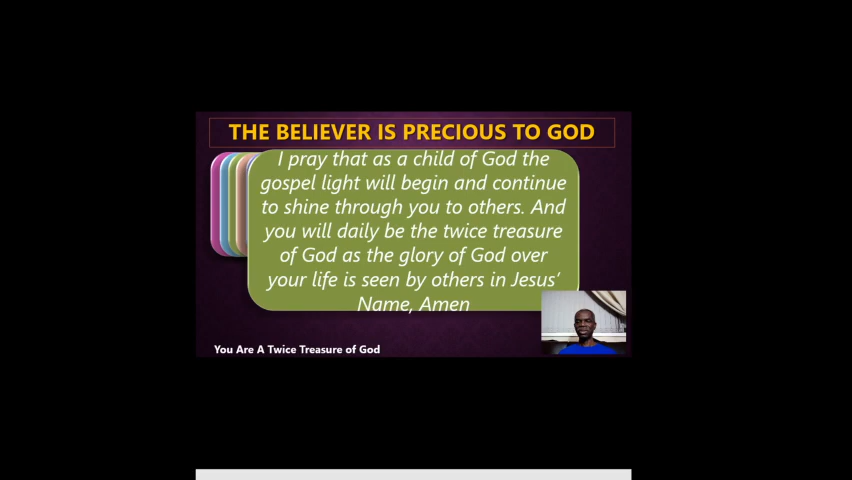 THE BELIEVER IS PRECIOUS TO GOD
I pray that as a child of God the
gospel light will begin and continue
to shine through you to others. And
you will daily be the twice treasure
of God as the glory of God over
your life is seen by others in Jesus’
Name, Amen
You Are A Twice Treasure of God